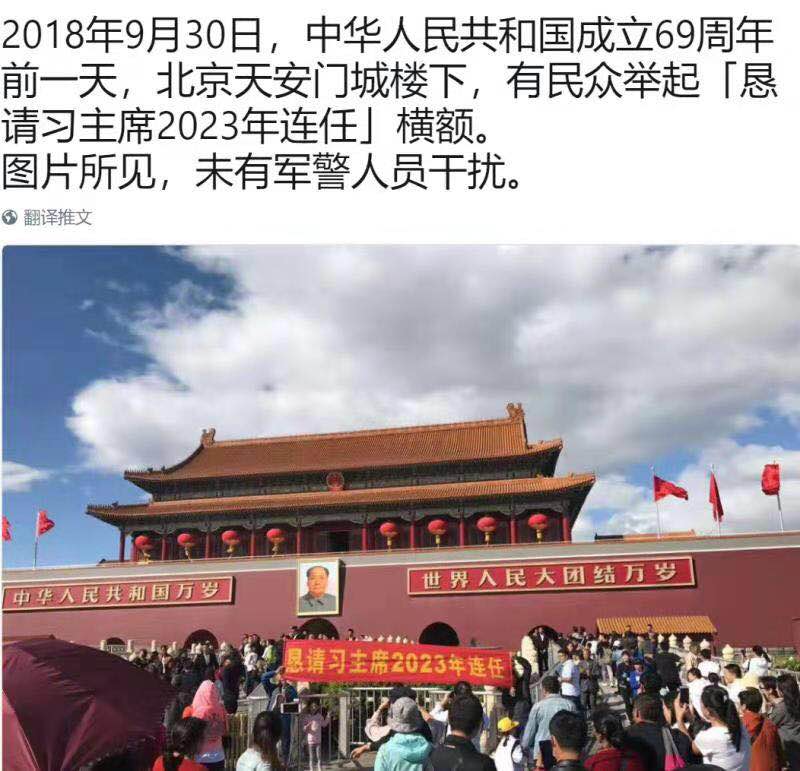 2018年9月30日，中华人民共和国成立69周年
前一天，北京天安门城楼下，有民众举起「恳
请习主席2023年连任」横额。
图片所见，未有军警人员干扰。
翻译推文
中华人民共和国万岁
世界人民大团结万岁
恳请习主席2023年连任